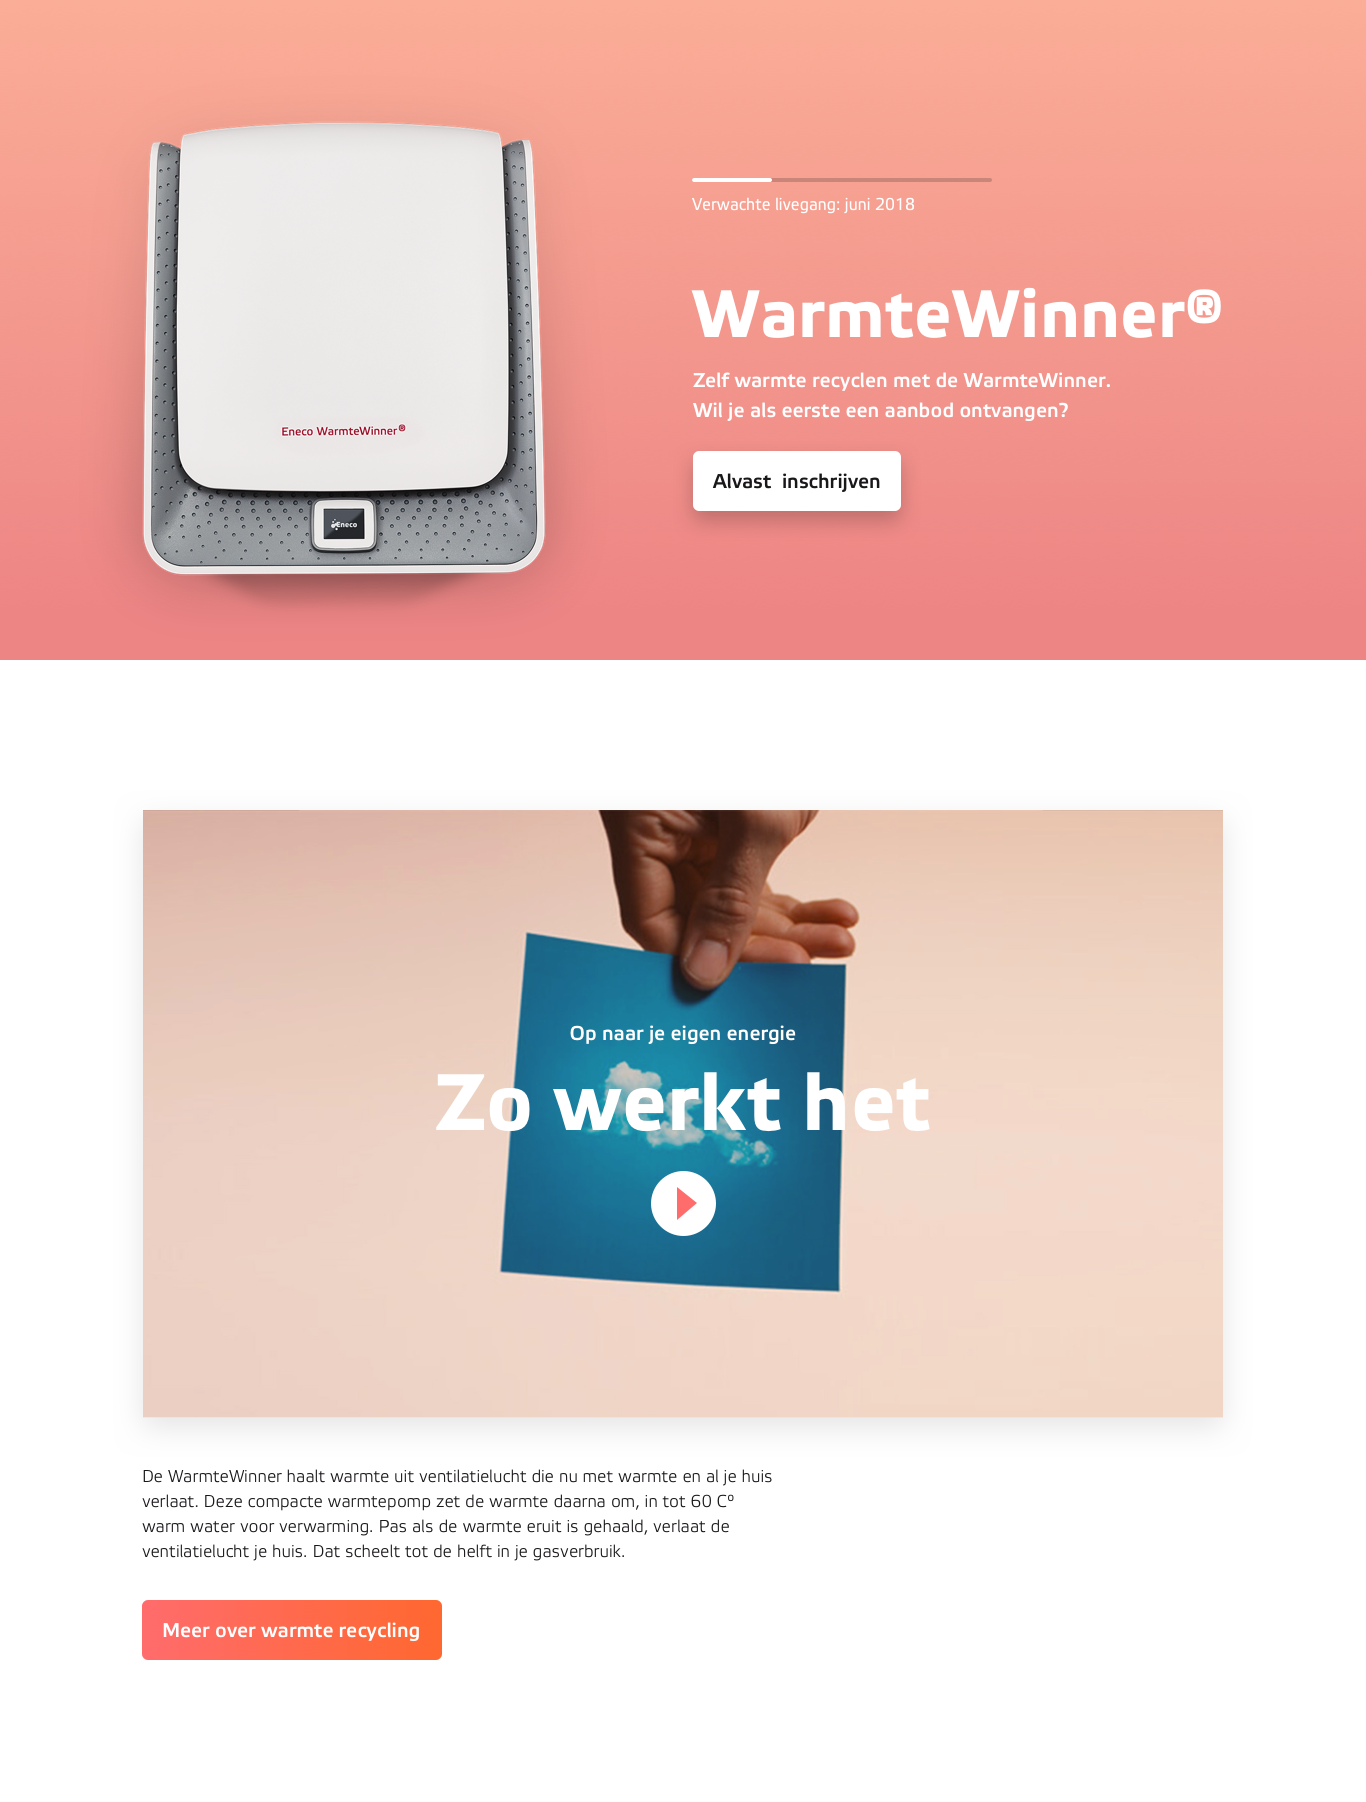 Verwachte livegang: juni 2018
WarmteWinner®
Zelf warmte recyclen met de WarmteWinner.
Wil je als eerste een aanbod ontvangen?
Alvast inschrijven
Eneco WarmteWinner®
Eneco
Op naar je eigen energie
Zo werkt het
De WarmteWinner haalt warmte uit ventilatielucht die nu met warmte en al je huis
verlaat. Deze compacte warmtepomp zet de warmte daarna om, in tot 60 Cº
warm water voor verwarming. Pas als de warmte eruit is gehaald, verlaat de
ventilatielucht je huis. Dat scheelt tot de helft in je gasverbruik.
Meer over warmte recycling